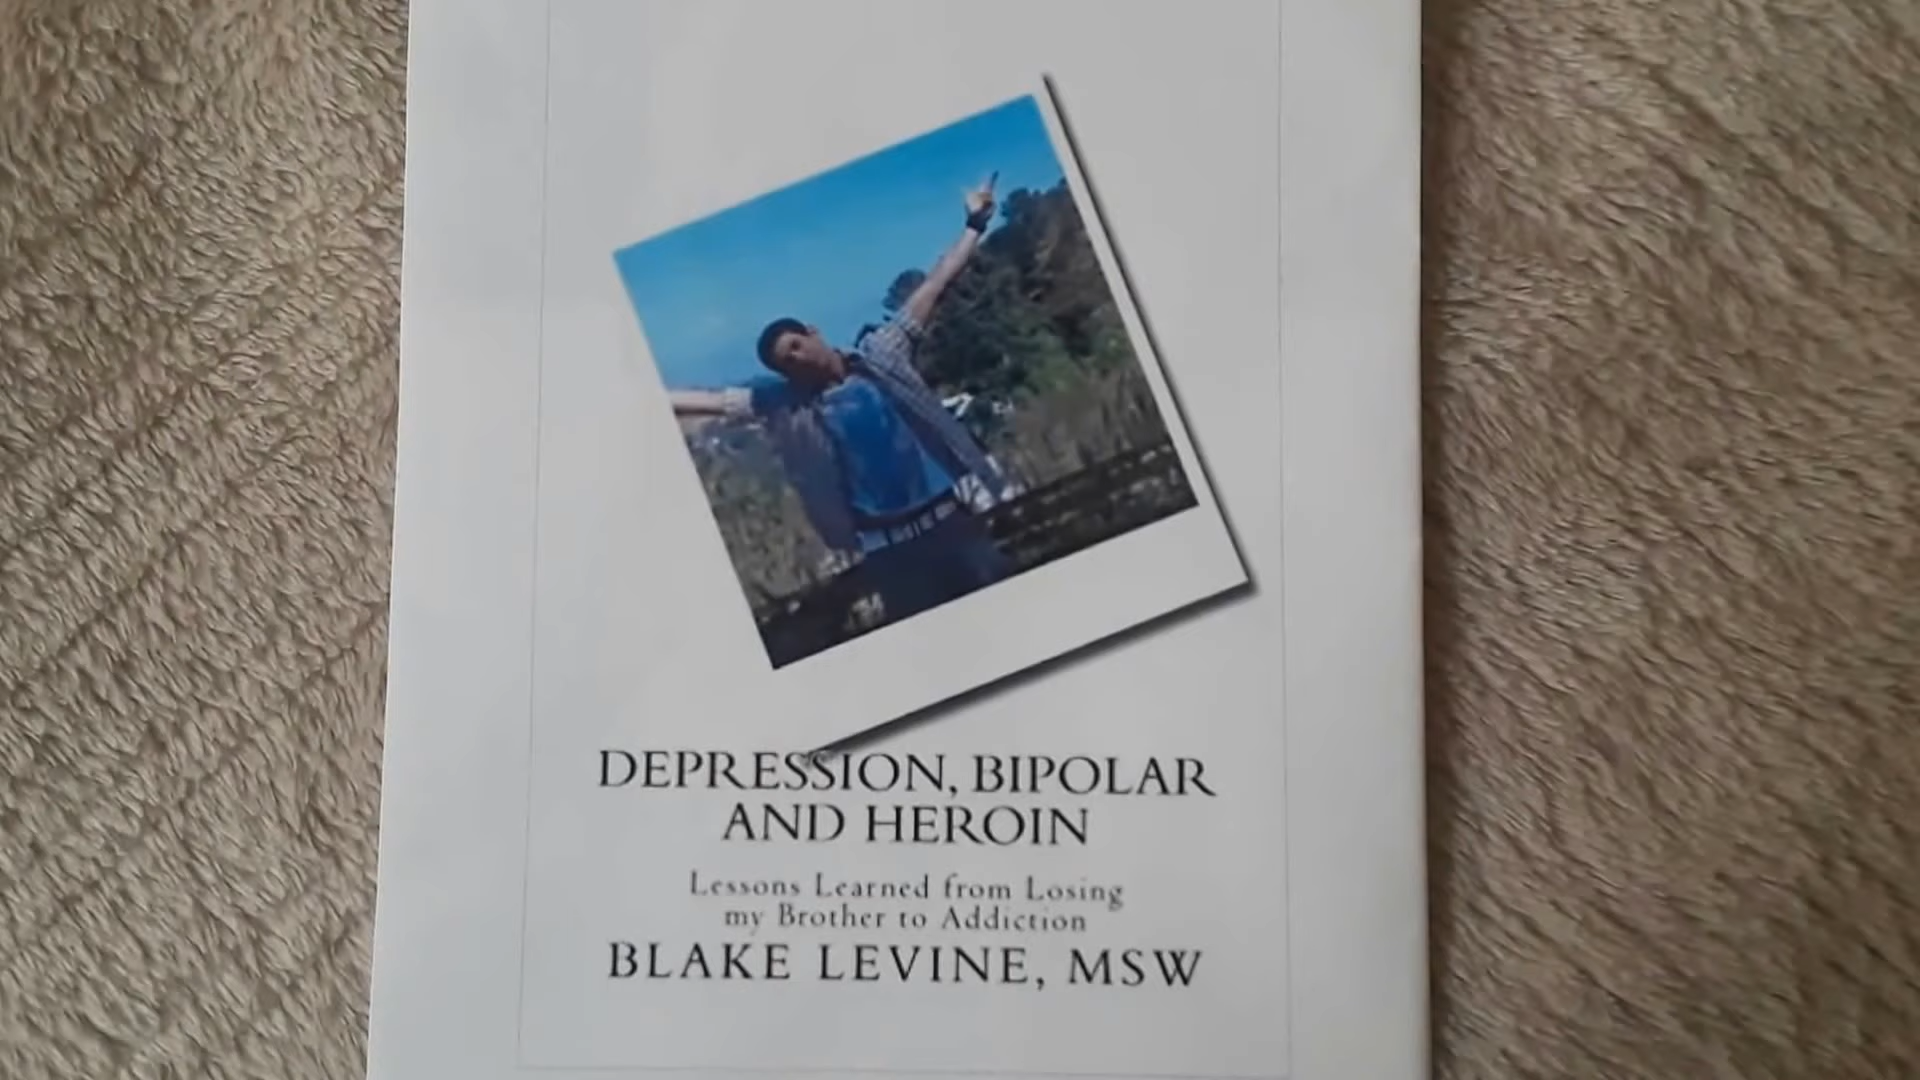 DEPRESSION, BIPOLAR
AND HEROIN
Lessons Learned from Losing
my Brother to Addiction
BLAKE LEVINE, MSW